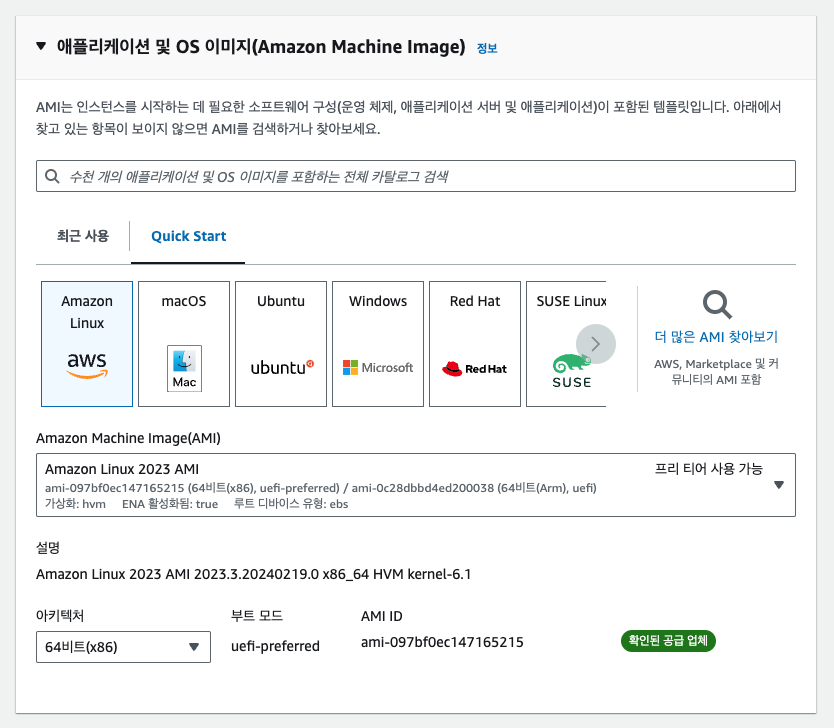 애플리케이션 및 OS 이미지(Amazon Machine Image) 정보
AMI는 인스턴스를 시작하는 데 필요한 소프트웨어 구성(운영 체제, 애플리케이션 서버 및 애플리케이션)이 포함된 템플릿입니다. 아래에서
찾고 있는 항목이 보이지 않으면 AMI를 검색하거나 찾아보세요.
수천 개의 애플리케이션 및 OS 이미지를 포함하는 전체 카탈로그 검색
최근 사용
Quick Start
Amazon
Linux
aws
macOS
Mac
Ubuntu
ubuntu
Windows
Microsoft
Red Hat
Red Hat
SUSE Linux
SUSE
더 많은 AMI 찾아보기
AWS, Marketplace 및 커
뮤니티의 AMI 포함
Amazon Machine Image(AMI)
Amazon Linux 2023 AMI
프리 티어 사용 가능
ami-097bf0ec147165215 (64비트(x86), uefi-preferred) / ami-0c28dbbd4ed200038 (64비트(Arm), uefi)
가상화: hvm ENA 활성화됨: true 루트 디바이스 유형: ebs
설명
Amazon Linux 2023 AMI 2023.3.20240219.0 x86_64 HVM kernel-6.1
아키텍처
64비트(x86)
부트 모드
uefi-preferred
AMI ID
ami-097bf0ec147165215
확인된 공급 업체